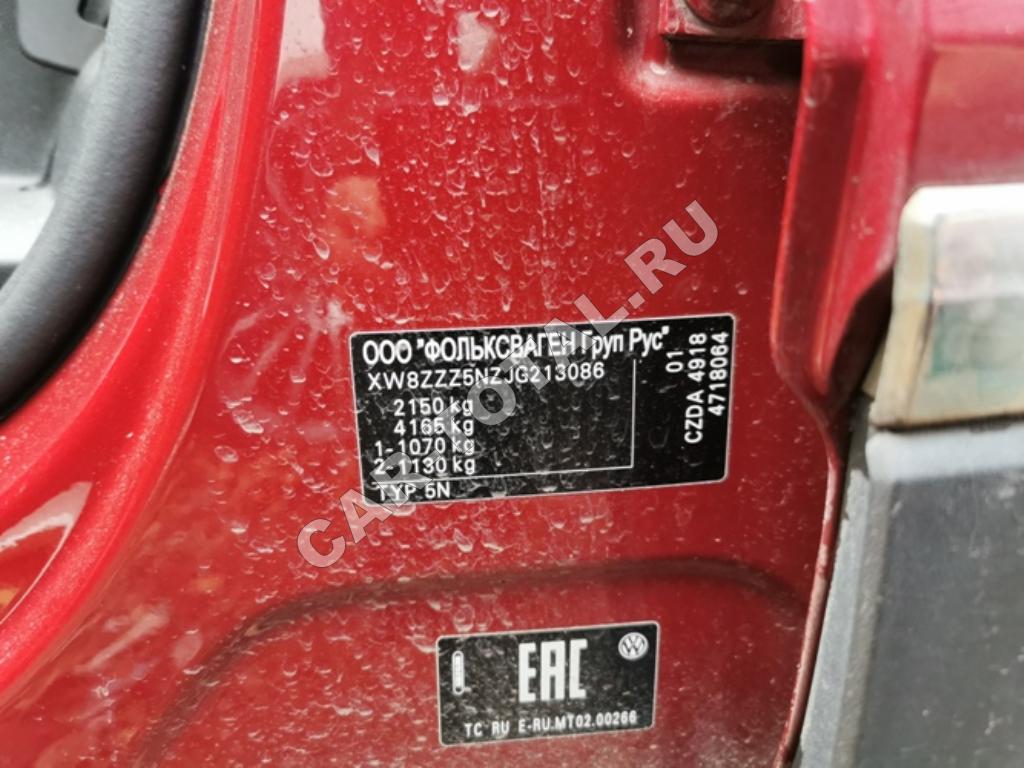 ООО "ФОЛЬКСВАГЕН Груп Рус"
XW8ZZZ5NZJG213086
2150 kg
4165 kg
1-1070 kg
2-1130 kg
TYP 5N
01
CZDA 4918
4718064
CARTOTAL.RU
EAC
TC RU E-RU.MT02.00266